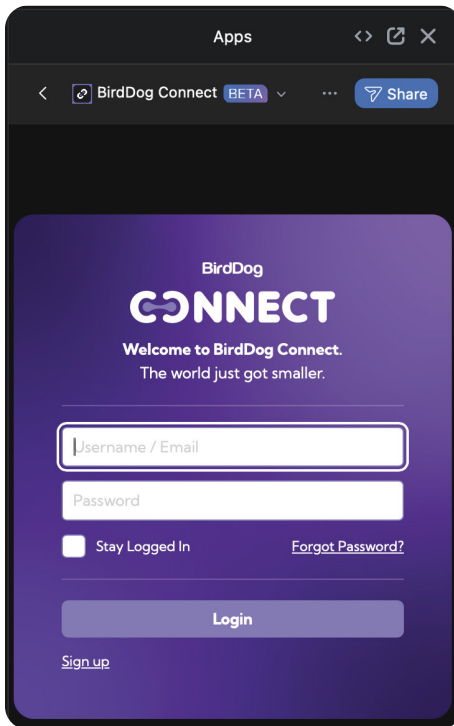 Apps
BirdDog Connect BETA
Share
BirdDog
CONNECT
Welcome to BirdDog Connect.
The world just got smaller.
Username / Email
Password
Stay Logged In Forgot Password?
Login
Sign up